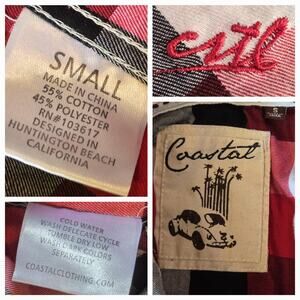 SMALL
MADE IN CHINA
55% COTTON
45% POLYESTER
RN#103617
DESIGNED IN
HUNTINGTON BEACH
CALIFORNIA
cstl
S
Coastal
COLD WATER
WASH DELICATE CYCLE
TUMBLE DRY LOW
WASH DARK COLORS
SEPARATELY
COASTALCLOTHING.COM